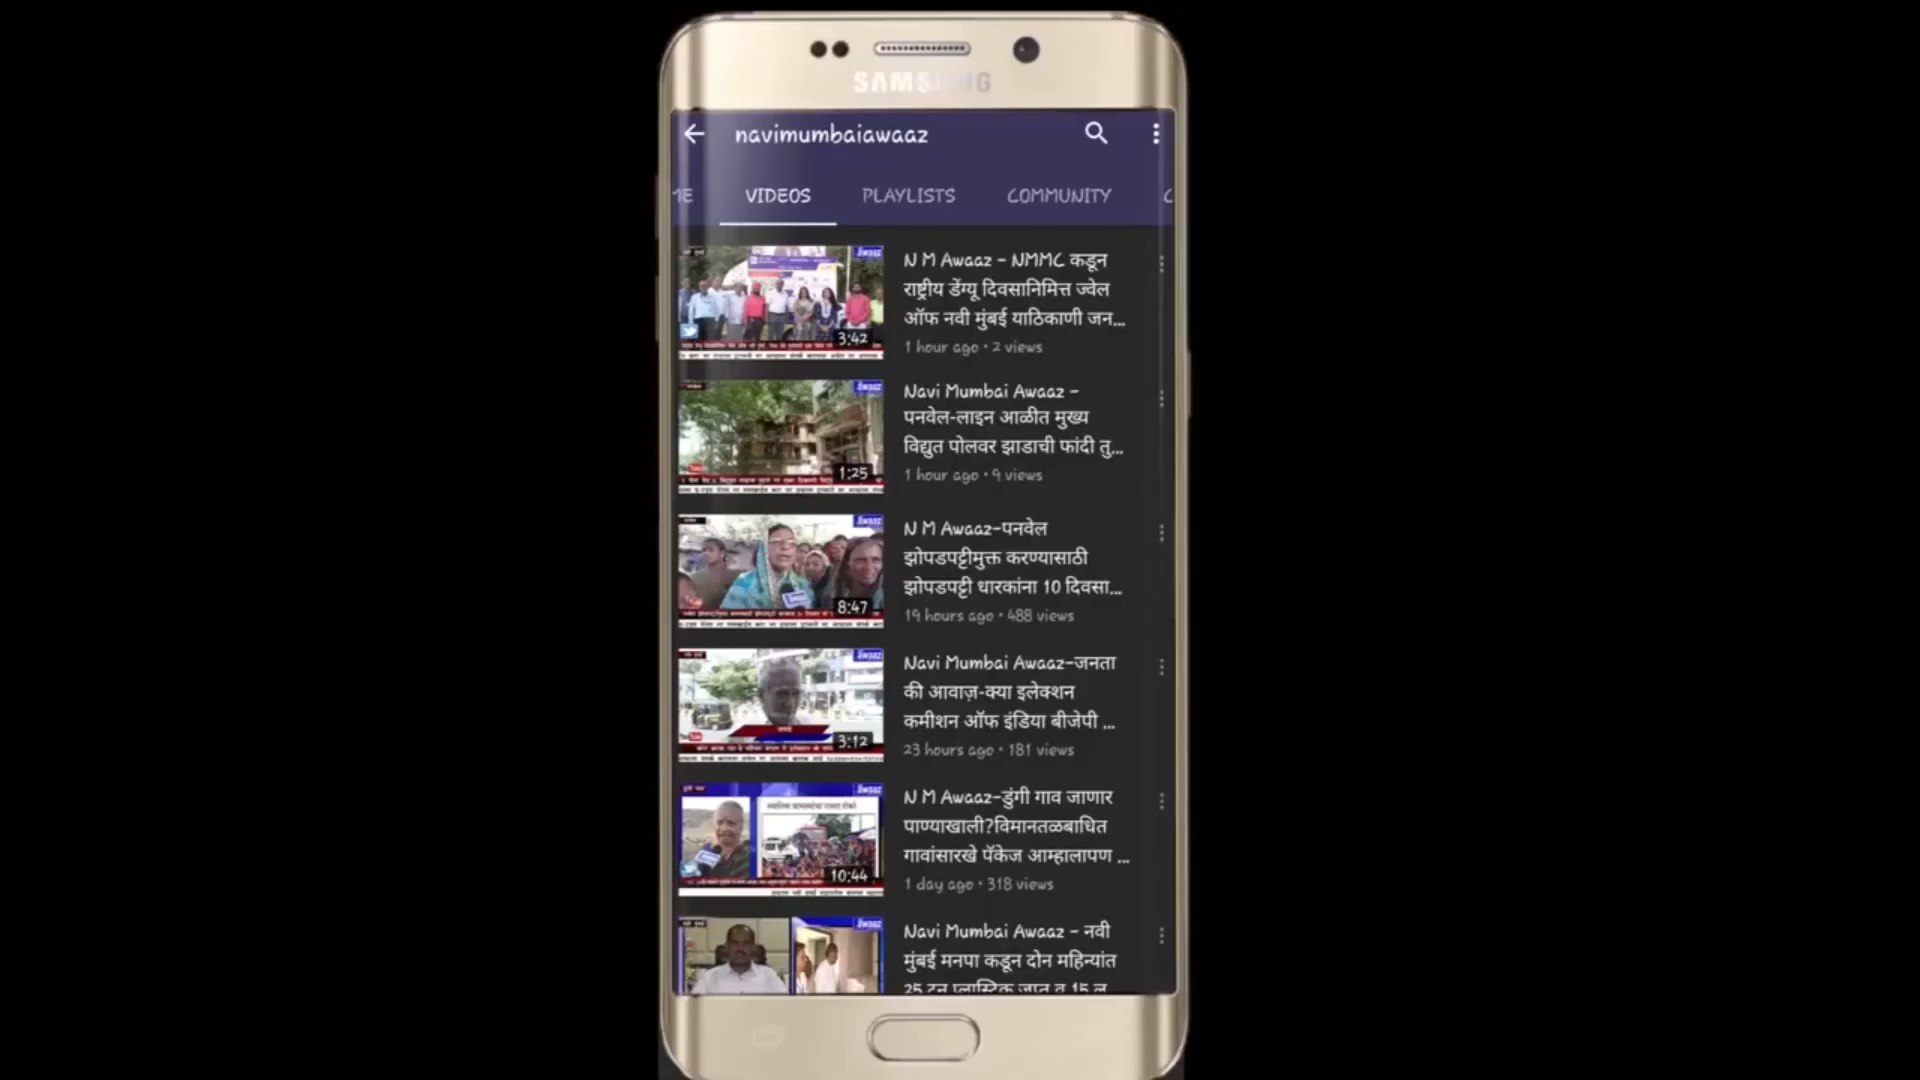 SAMSUNG
navimumbaiawaaz
VIDEOS
PLAYLISTS
COMMUNITY
N M Awaaz - NMMC कडून
राष्ट्रीय डेंग्यू दिवसानिमित्त ज्वेल
ऑफ नवी मुंबई याठिकाणी जन...
3:42
1 hour ago • 2 views
Navi Mumbai Awaaz -
पनवेल-लाइन आळीत मुख्य
विद्युत पोलवर झाडाची फांदी तु...
1:25
1 hour ago • 9 views
N M Awaaz-पनवेल
झोपडपट्टीमुक्त करण्यासाठी
झोपडपट्टी धारकांना 10 दिवसा...
8:47
19 hours ago • 488 views
Navi Mumbai Awaaz-जनता
की आवाज़-क्या इलेक्शन
कमीशन ऑफ इंडिया बीजेपी ...
3:12
23 hours ago • 181 views
N M Awaaz-डुंगी गाव जाणार
पाण्याखाली?विमानतळबाधित
गावांसारखे पॅकेज आम्हालापण ...
10:44
1 day ago • 318 views
Navi Mumbai Awaaz - नवी
मुंबई मनपा कडून दोन महिन्यांत
25 टन प्लास्टिक जप्त व 15 ल